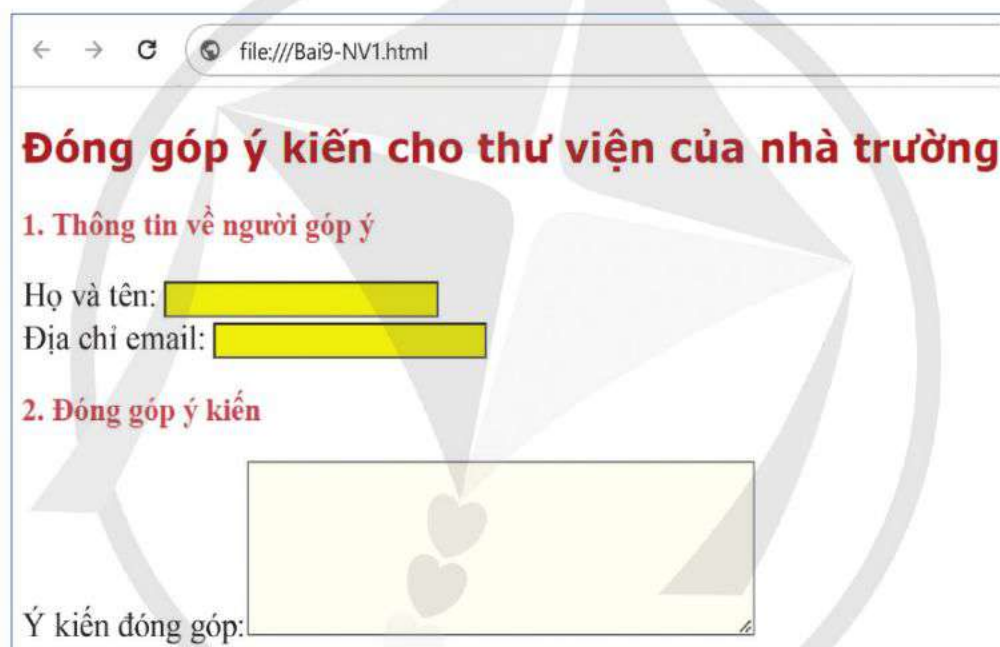 file:///Bai9-NV1.html
Đóng góp ý kiến cho thư viện của nhà trường
1. Thông tin về người góp ý
Họ và tên:
Địa chỉ email:
2. Đóng góp ý kiến
Ý kiến đóng góp: